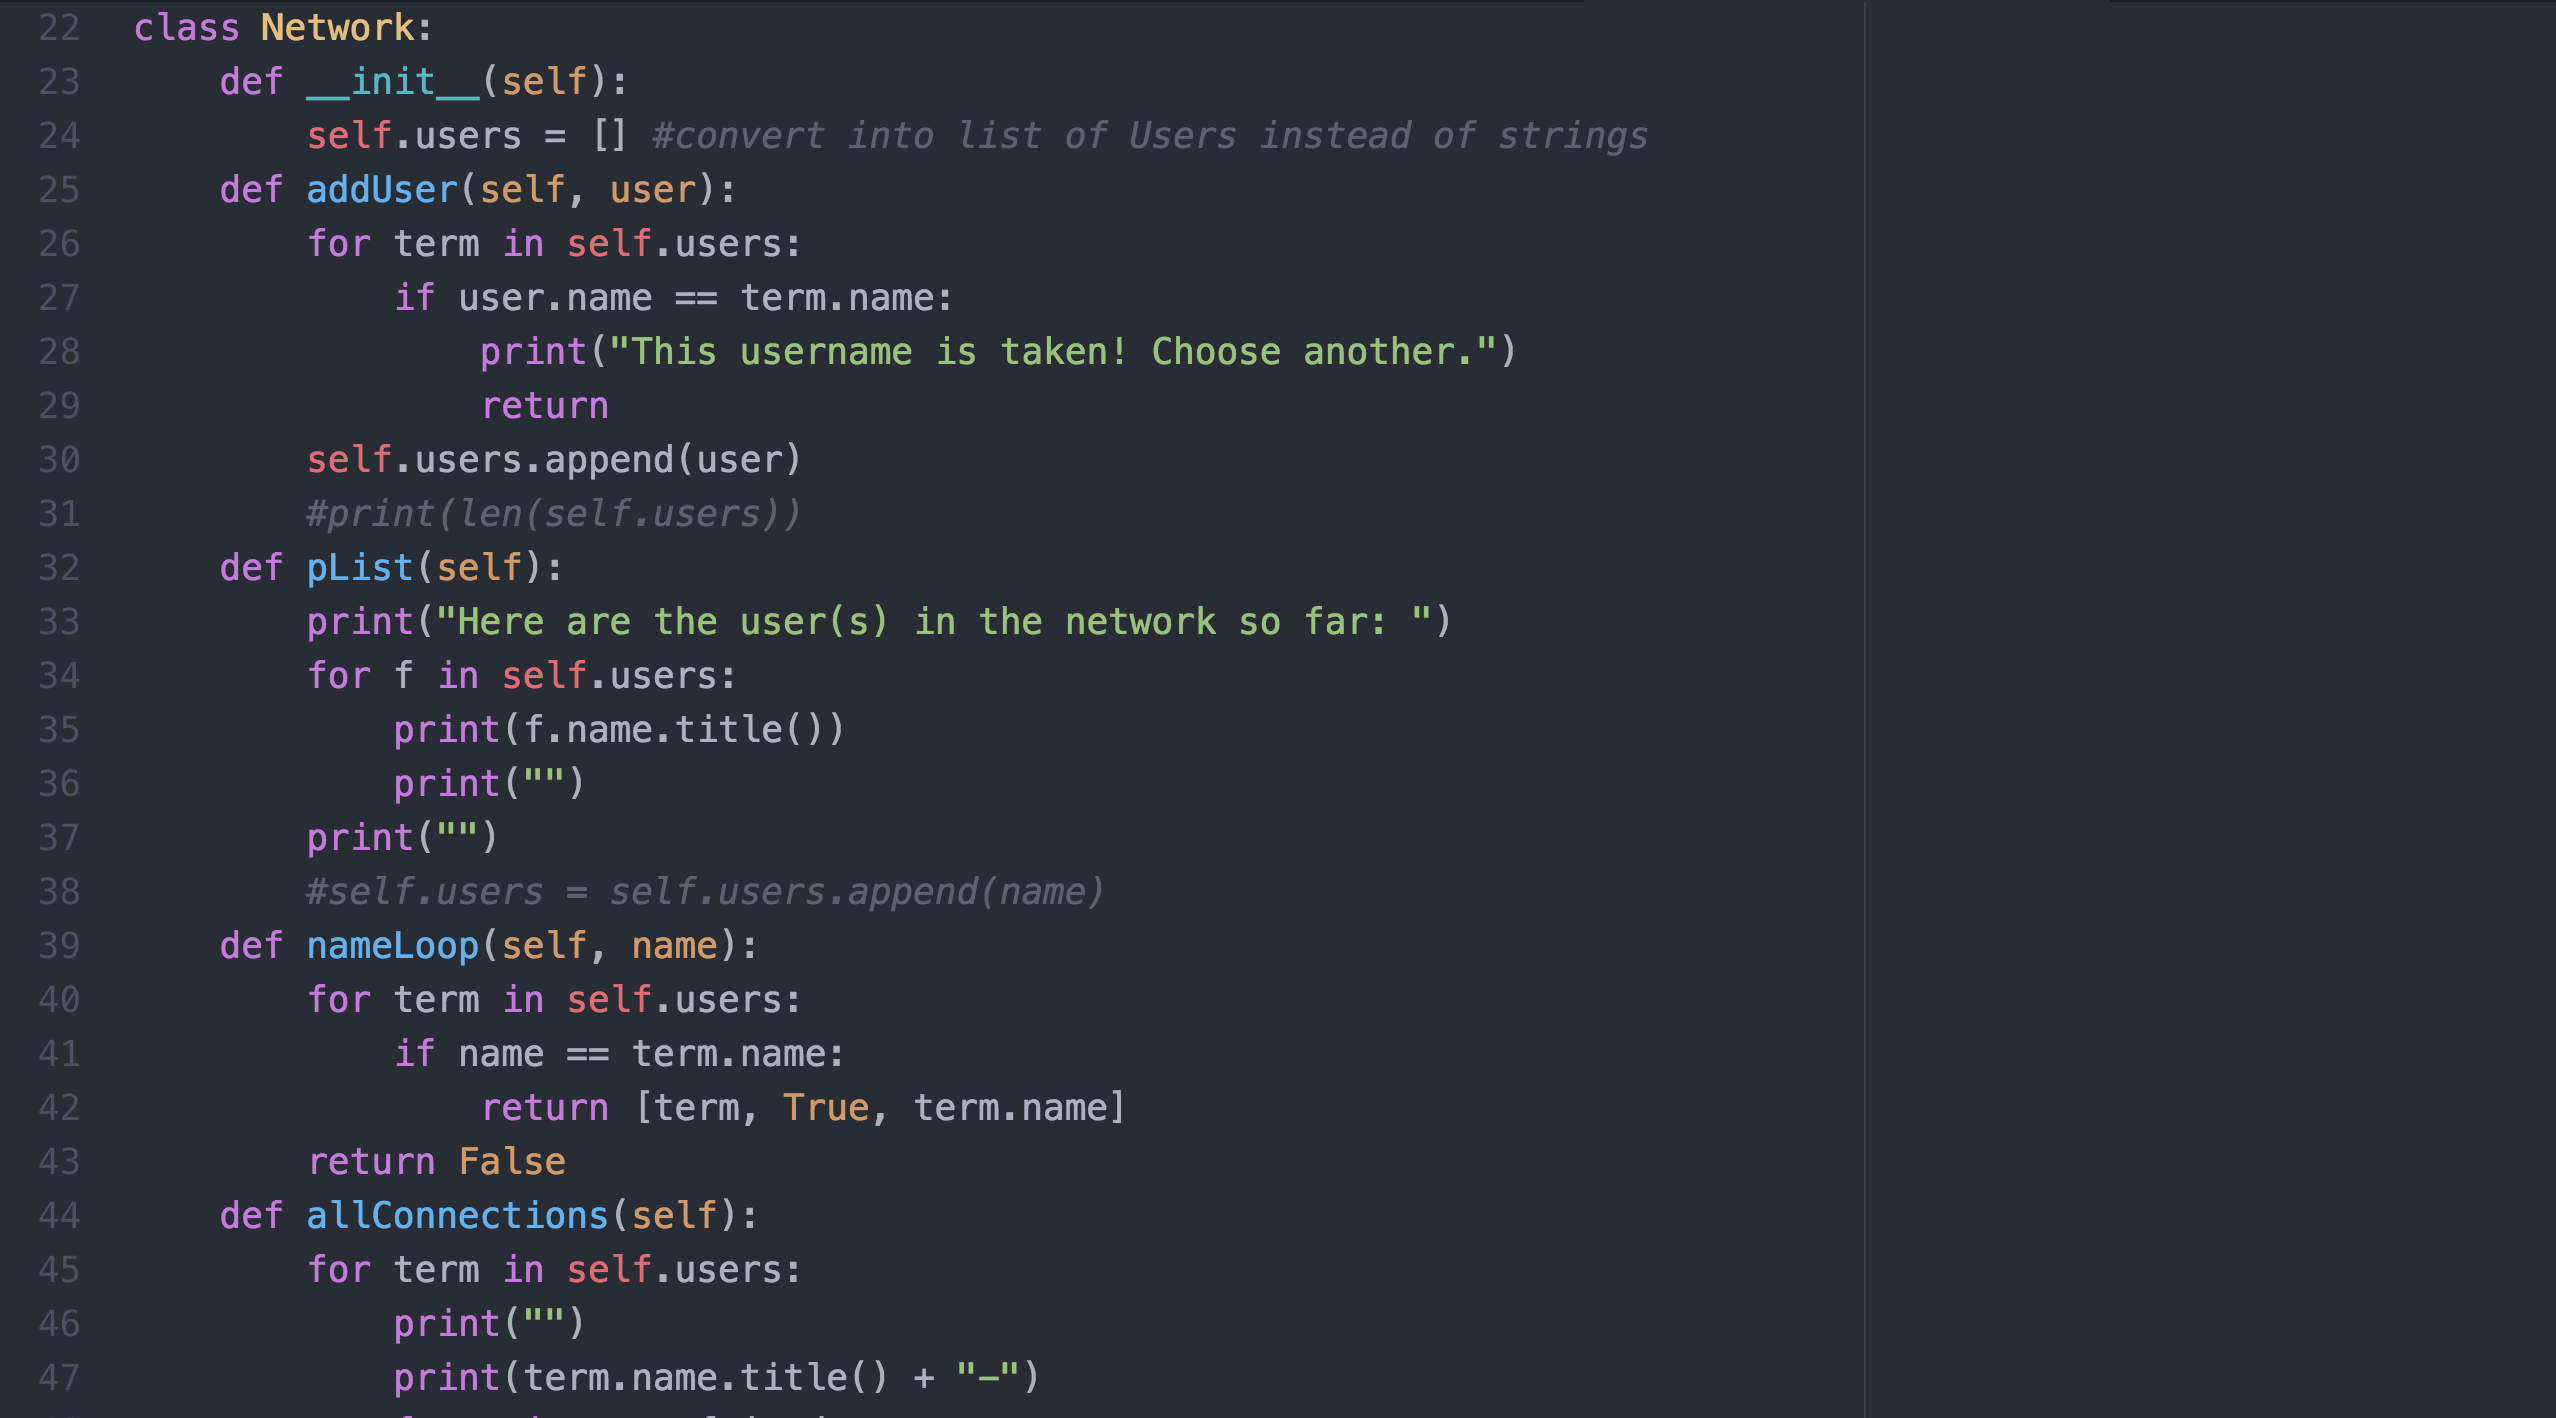 22 class Network:
23     def __init__(self):
24         self.users = [] #convert into list of Users instead of strings
25     def addUser(self, user):
26         for term in self.users:
27             if user.name == term.name:
28                 print("This username is taken! Choose another.")
29                 return
30         self.users.append(user)
31         #print(len(self.users))
32     def pList(self):
33         print("Here are the user(s) in the network so far: ")
34         for f in self.users:
35             print(f.name.title())
36             print("")
37         print("")
38         #self.users = self.users.append(name)
39     def nameLoop(self, name):
40         for term in self.users:
41             if name == term.name:
42                 return [term, True, term.name]
43         return False
44     def allConnections(self):
45         for term in self.users:
46             print("")
47             print(term.name.title() + "-")